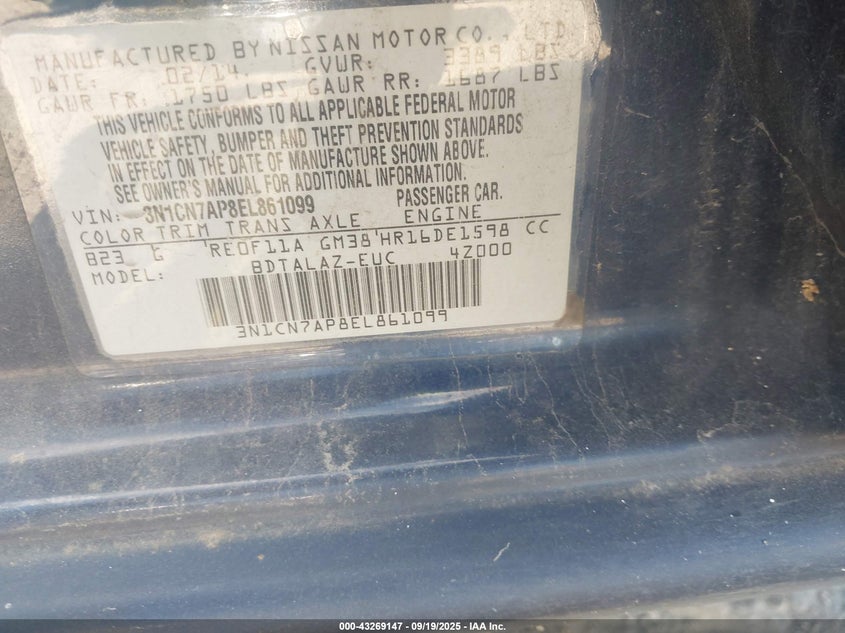 MANUFACTURED BY NISSAN MOTOR CO., LTD.
DATE: 02/14. GVWR: 3389 LBS
GAWR FR: 1750 LBS GAWR RR: 1687 LBS
THIS VEHICLE CONFORMS TO ALL APPLICABLE FEDERAL MOTOR
VEHICLE SAFETY, BUMPER AND THEFT PREVENTION STANDARDS
IN EFFECT ON THE DATE OF MANUFACTURE SHOWN ABOVE.
SEE OWNER'S MANUAL FOR ADDITIONAL INFORMATION.
VIN: 3N1CN7AP8EL861099 PASSENGER CAR.
COLOR TRIM TRANS AXLE ENGINE
B23 G RE0F11A GM38 HR16DE1598 CC
MODEL: BDTALAZ-EUC 4Z000
3N1CN7AP8EL861099
000-43269147 - 09/19/2025 - IAA Inc.